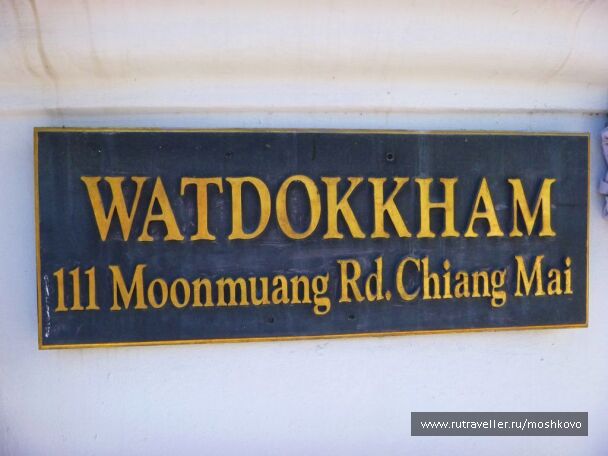 WATDOKKHAM
111 Moonmuang Rd. Chiang Mai
www.rutraveller.ru/moshkovo